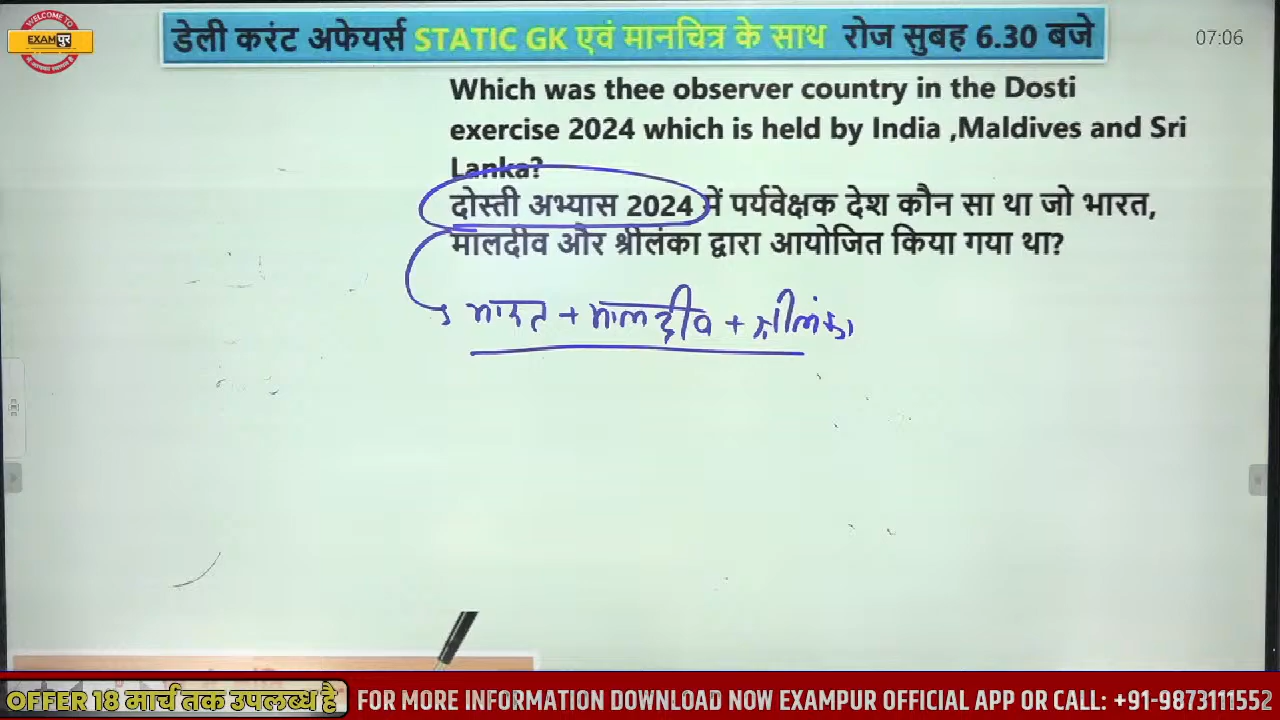 WELCOME TO
EXAMपुर
डेली करंट अफेयर्स STATIC GK एवं मानचित्र के साथ रोज सुबह 6.30 बजे
07:06
Which was thee observer country in the Dosti
exercise 2024 which is held by India ,Maldives and Sri
Lanka?
दोस्ती अभ्यास 2024 में पर्यवेक्षक देश कौन सा था जो भारत,
मालदीव और श्रीलंका द्वारा आयोजित किया गया था?
भारत + मालदीव + श्रीलंका
OFFER 18 मार्च तक उपलब्ध है
FOR MORE INFORMATION DOWNLOAD NOW EXAMPUR OFFICIAL APP OR CALL: +91-9873111552